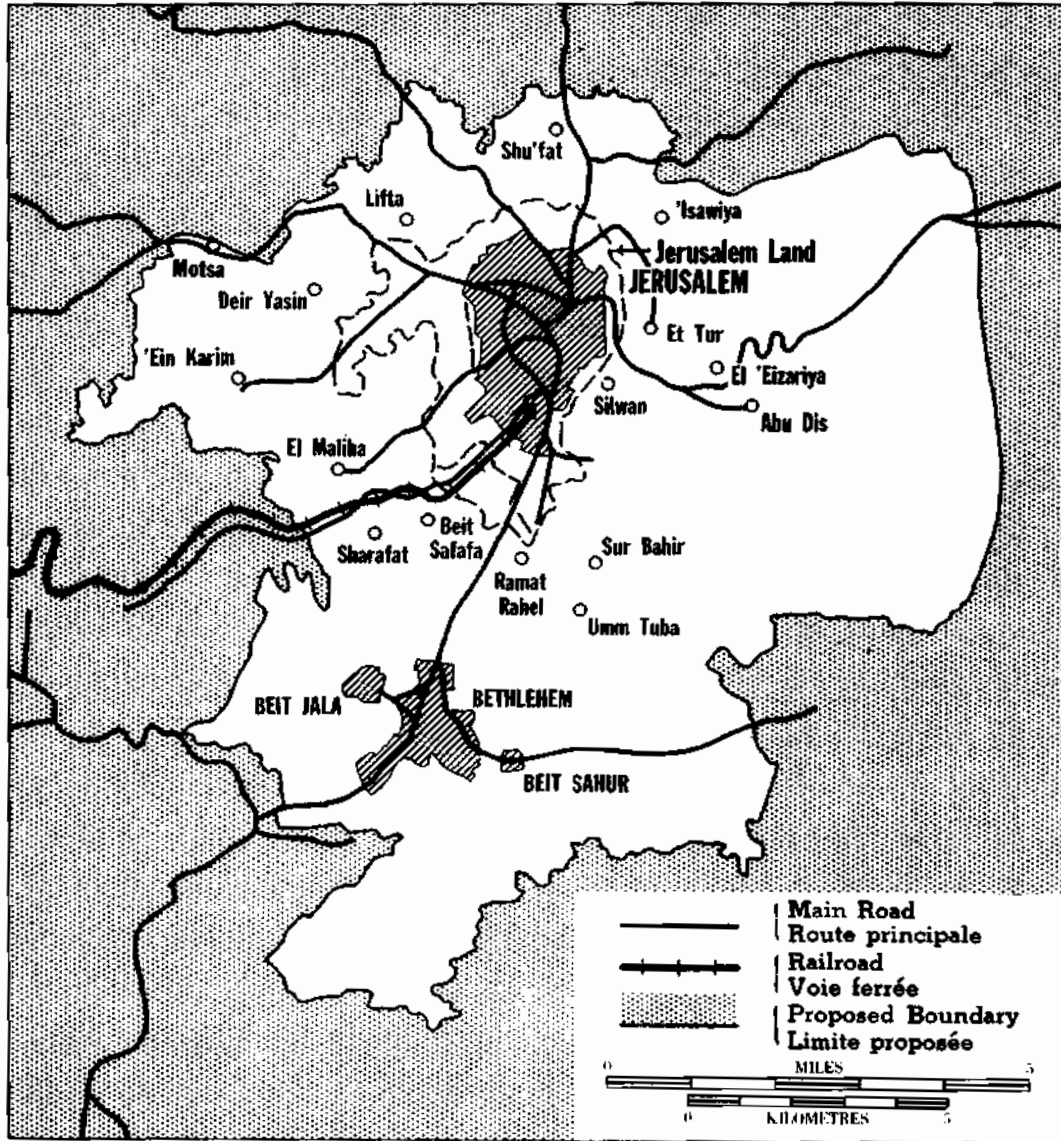 Shu'fat
Lifta
'Isawiya
Jerusalem Land
JERUSALEM
Motsa
Deir Yasin
Et Tur
'Ein Karim
El 'Eizariya
Silwan
Abu Dis
El Maliha
Beit
Safafa
Sharafat
Sur Bahir
Ramat
Rahel
Umm Tuba
BEIT JALA
BETHLEHEM
BEIT SAHUR
Main Road
Route principale
Railroad
Voie ferrée
Proposed Boundary
Limite proposée
0 MILES 5
0 KILOMETRES 5